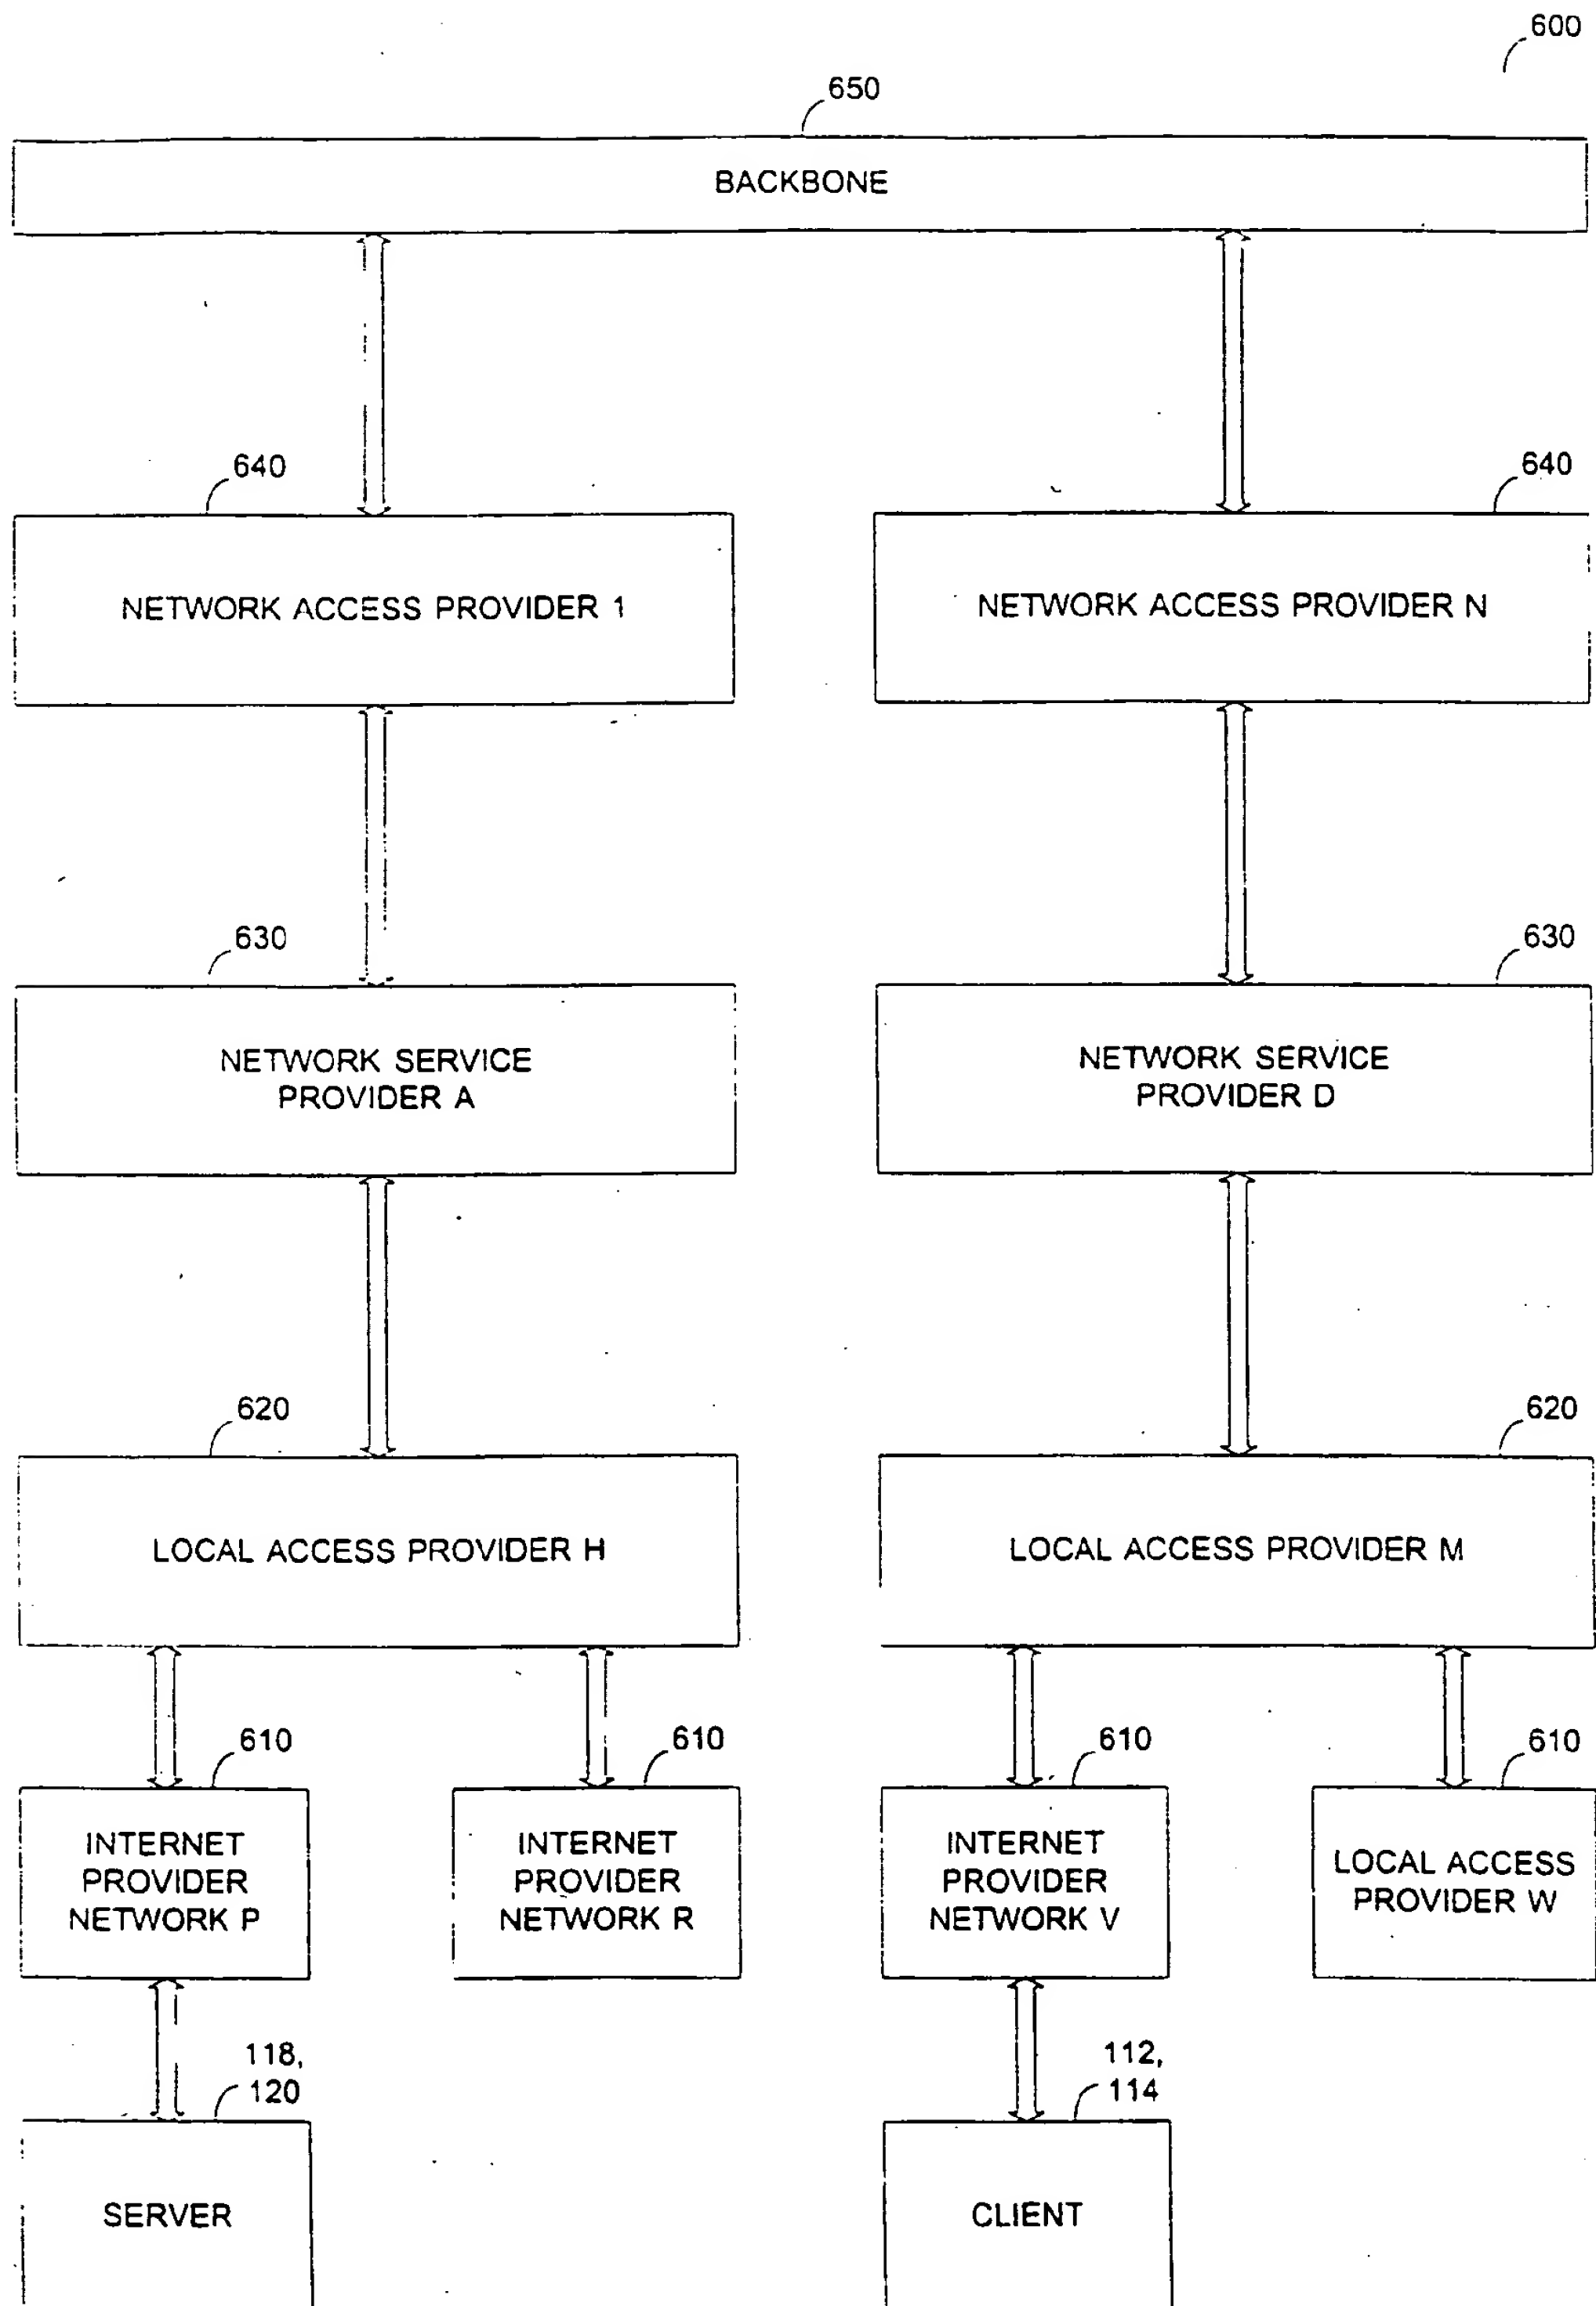 600
650
BACKBONE
640
640
NETWORK ACCESS PROVIDER 1
NETWORK ACCESS PROVIDER N
630
630
NETWORK SERVICE
PROVIDER A
NETWORK SERVICE
PROVIDER D
620
620
LOCAL ACCESS PROVIDER H
LOCAL ACCESS PROVIDER M
610
610
610
610
INTERNET
PROVIDER
NETWORK P
INTERNET
PROVIDER
NETWORK R
INTERNET
PROVIDER
NETWORK V
LOCAL ACCESS
PROVIDER W
118,
120
112,
114
SERVER
CLIENT